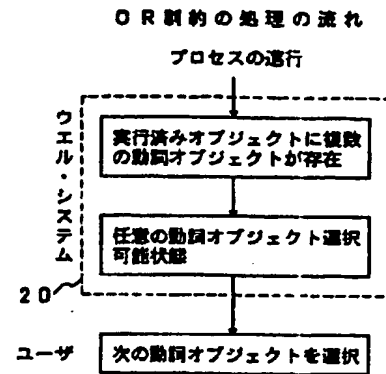 OR制約の処理の流れ
プロセスの進行
ウエル・システム
実行済みオブジェクトに複数
の動詞オブジェクトが存在
任意の動詞オブジェクト選択
可能状態
20
ユーザ
次の動詞オブジェクトを選択